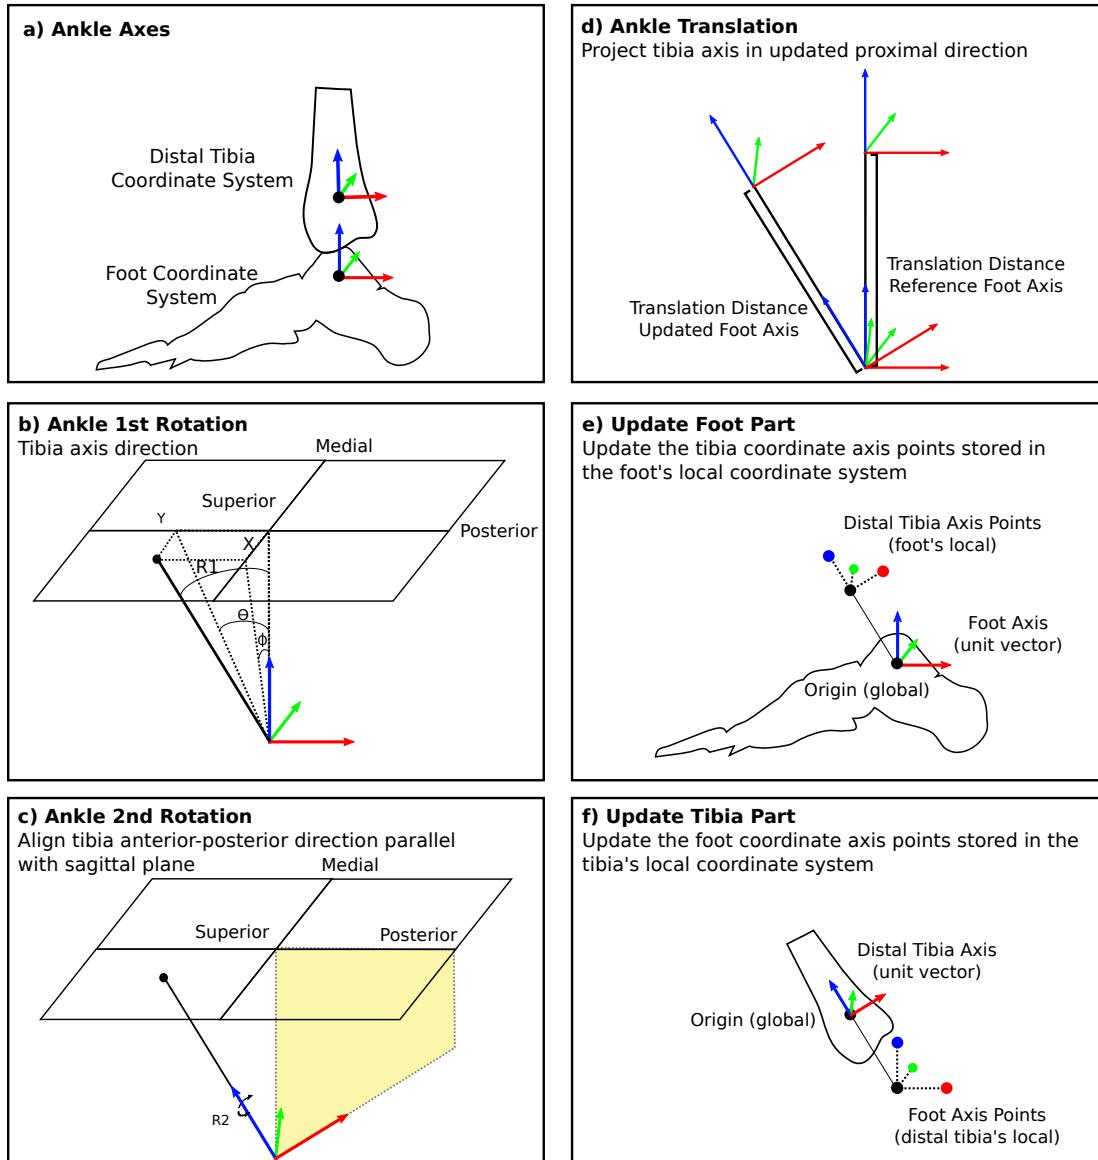 a) Ankle Axes
Distal Tibia
Coordinate System
Foot Coordinate
System
b) Ankle 1st Rotation
Tibia axis direction
Medial
Superior
Posterior
Y
X
R1
Θ
ϕ
c) Ankle 2nd Rotation
Align tibia anterior-posterior direction parallel
with sagittal plane
Medial
Superior
Posterior
R2
d) Ankle Translation
Project tibia axis in updated proximal direction
Translation Distance
Reference Foot Axis
Translation Distance
Updated Foot Axis
e) Update Foot Part
Update the tibia coordinate axis points stored in
the foot's local coordinate system
Distal Tibia Axis Points
(foot's local)
Foot Axis
(unit vector)
Origin (global)
f) Update Tibia Part
Update the foot coordinate axis points stored in the
tibia's local coordinate system
Distal Tibia Axis
(unit vector)
Origin (global)
Foot Axis Points
(distal tibia's local)